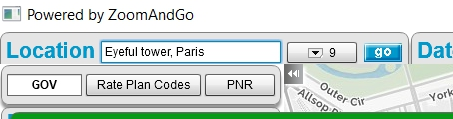 Powered by ZoomAndGo
Location Eyeful tower, Paris 9 go Dat
GOV Rate Plan Codes PNR
Outer Cir
Allsop York